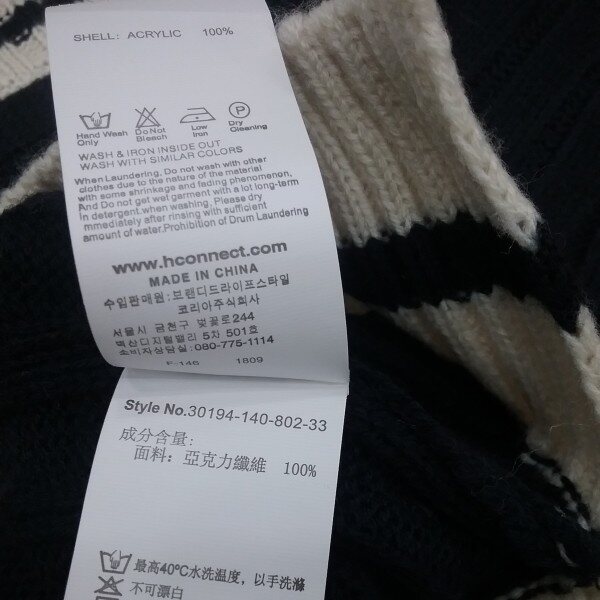 SHELL: ACRYLIC 100%
Hand Wash Only
Do Not Bleach
Low Iron
P
Dry Cleaning
WASH & IRON INSIDE OUT
WASH WITH SIMILAR COLORS
When Laundering, Do not wash with other
clothes due to the nature of the material
with some shrinkage and fading phenomenon.
And Do not get wet garment with a lot long-term
In detergent when washing. Please dry
immediately after rinsing with sufficient
amount of water.Prohibition of Drum Laundering
www.hconnect.com
MADE IN CHINA
수입판매원: 브랜디드라이프스타일
코리아주식회사
서울시 금천구 벚꽃로244
벽산디지털밸리 5차 501호
소비자상담실: 080-775-1114
F-146 1809
Style No.30194-140-802-33
成分含量:
面料: 亞克力纖維 100%
最高40°C水洗温度, 以手洗滌
不可漂白